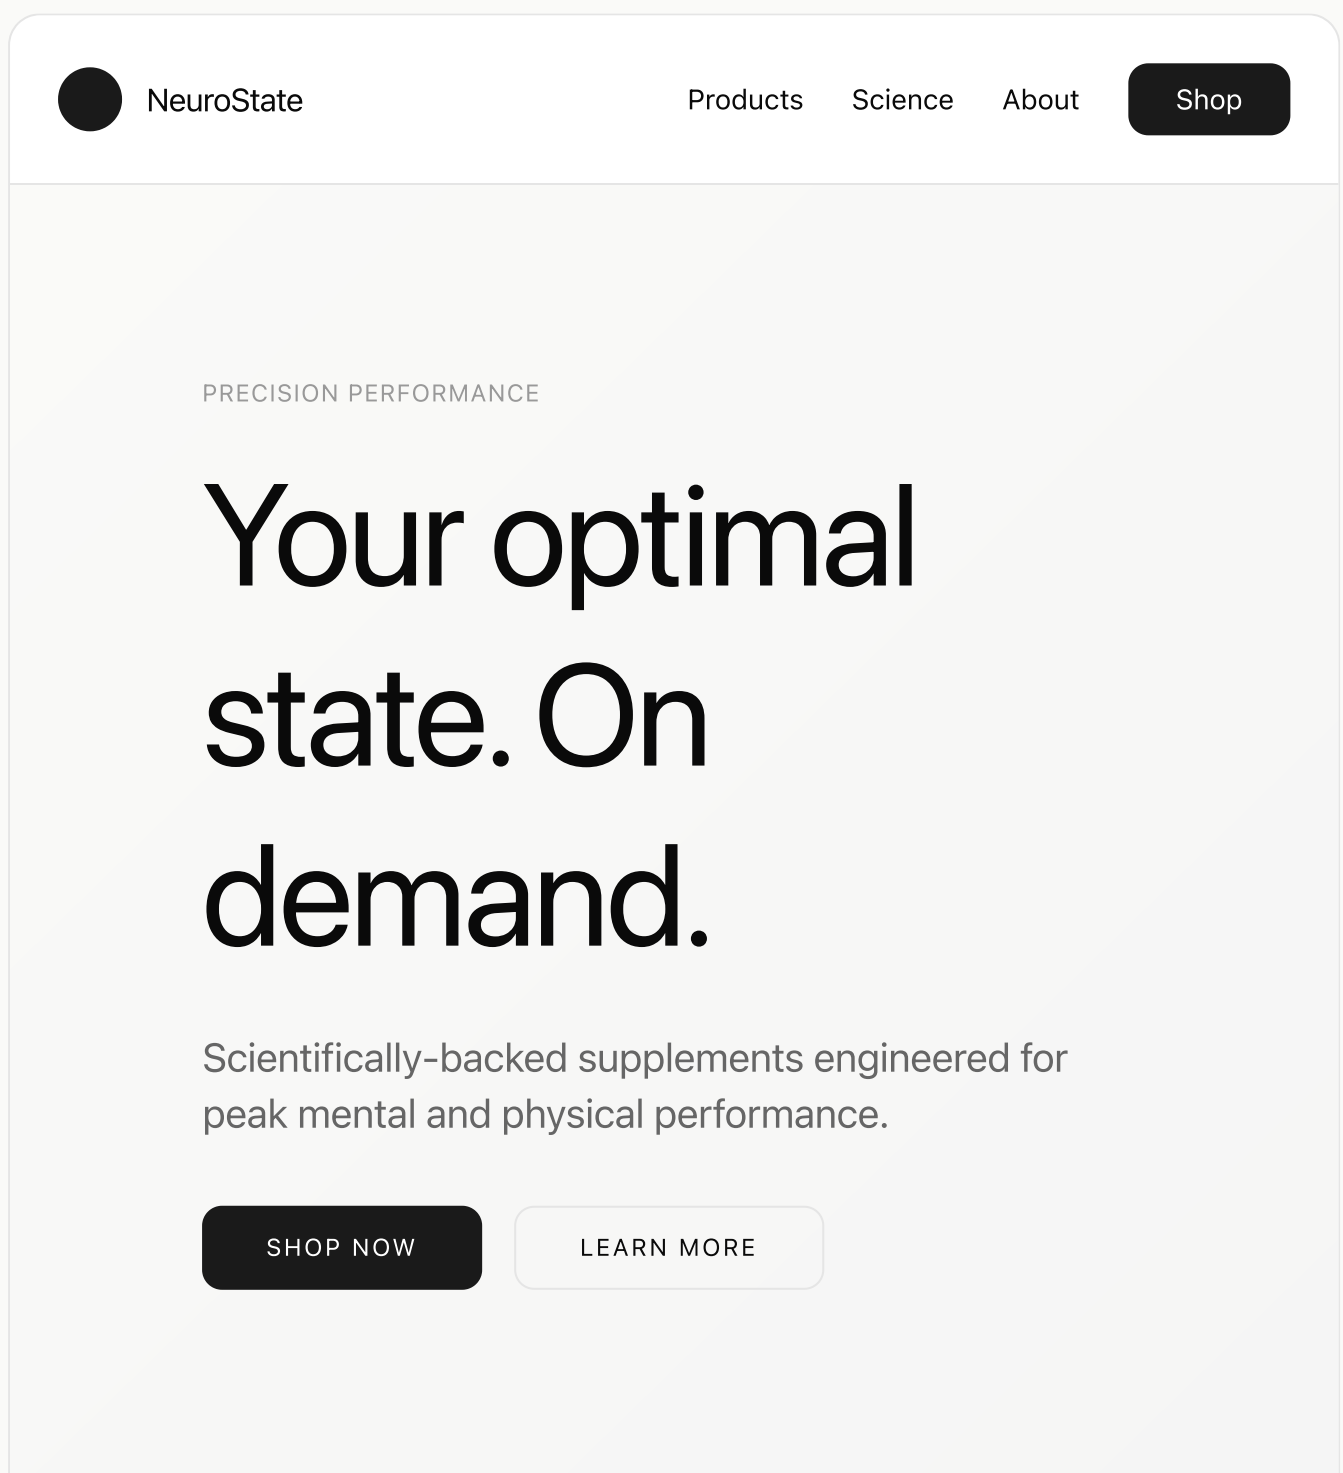 NeuroState
Products Science About Shop
PRECISION PERFORMANCE
Your optimal
state. On
demand.
Scientifically-backed supplements engineered for
peak mental and physical performance.
SHOP NOW LEARN MORE